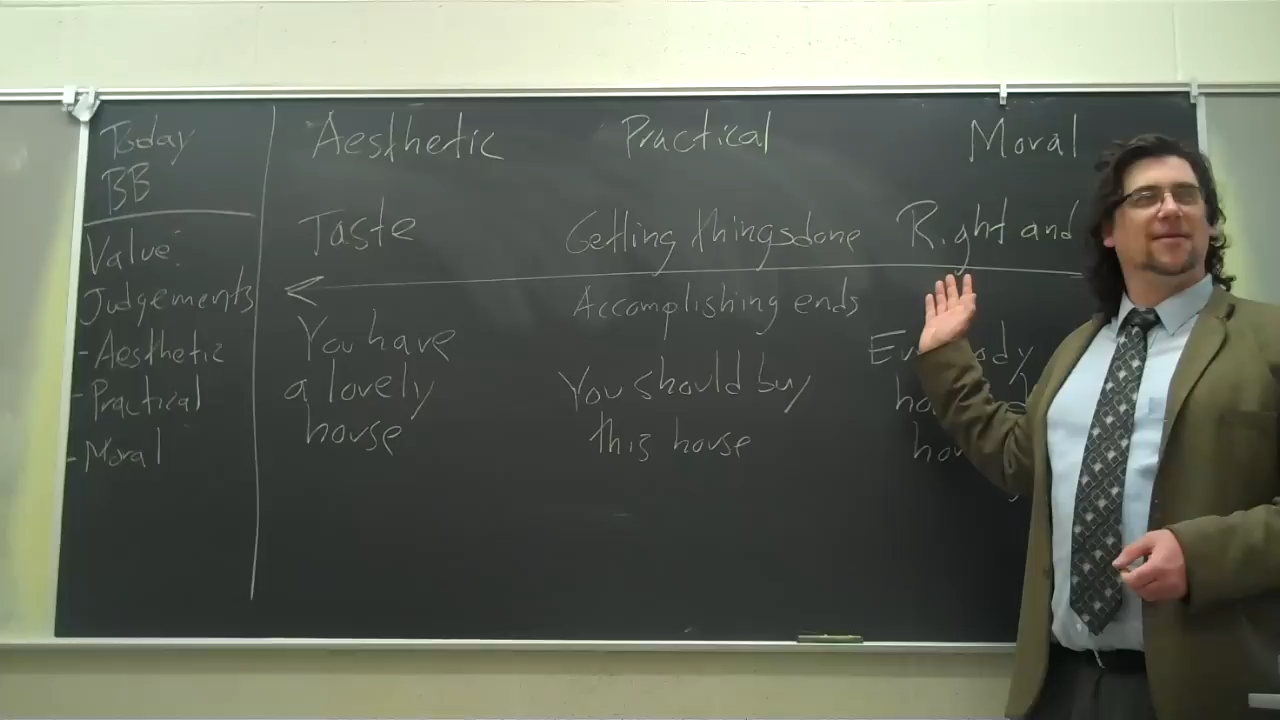 Today
BB
Value:
Judgements
- Aesthetic
- Practical
- Moral
Aesthetic
Taste
You have
a lovely
house
Practical
Getting things done
Accomplishing ends
You should buy
this house
Moral
Right and